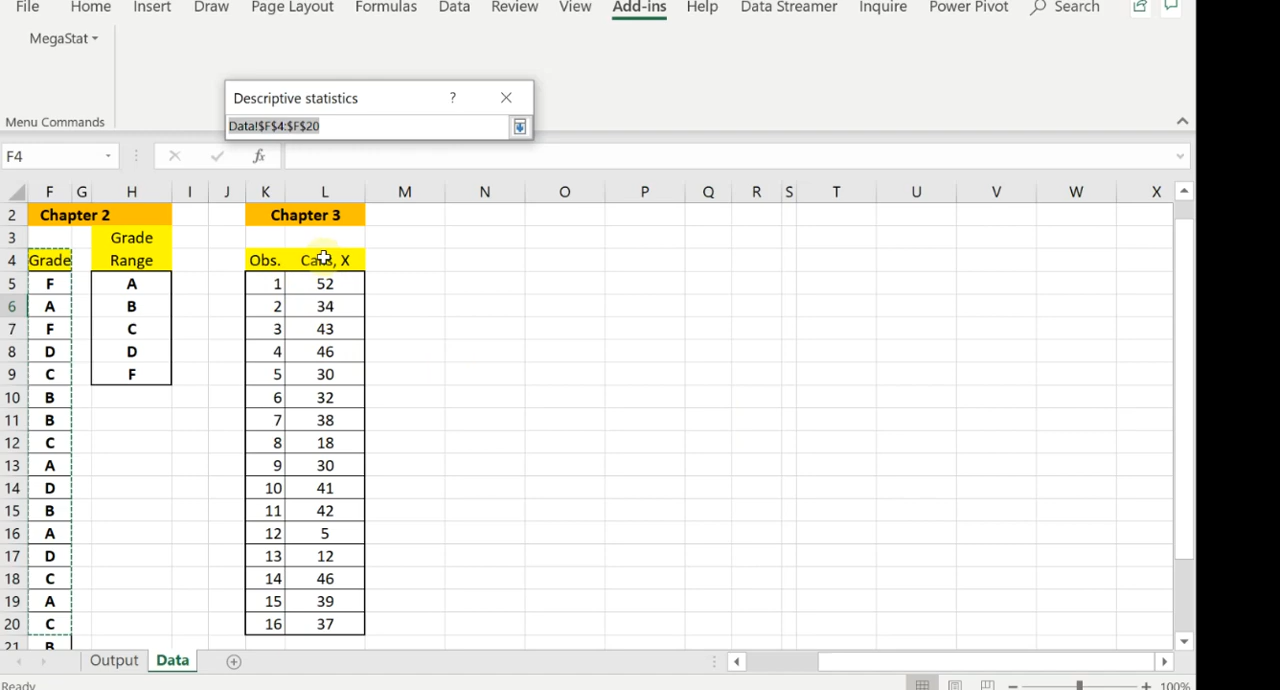 File Home Insert Draw Page Layout Formulas Data Review View Add-ins Help Data Streamer Inquire Power Pivot Search
MegaStat
Menu Commands
Descriptive statistics ?
Data!$F$4:$F$20
F4 fx
F G H I J K L M N O P Q R S T U V W X
2 Chapter 2 Chapter 3
3 Grade
4 Grade Range Obs. Cars, X
5 F A 1 52
6 A B 2 34
7 F C 3 43
8 D D 4 46
9 C F 5 30
10 B 6 32
11 B 7 38
12 C 8 18
13 A 9 30
14 D 10 41
15 B 11 42
16 A 12 5
17 D 13 12
18 C 14 46
19 A 15 39
20 C 16 37
21 B
Output Data
Ready 100%